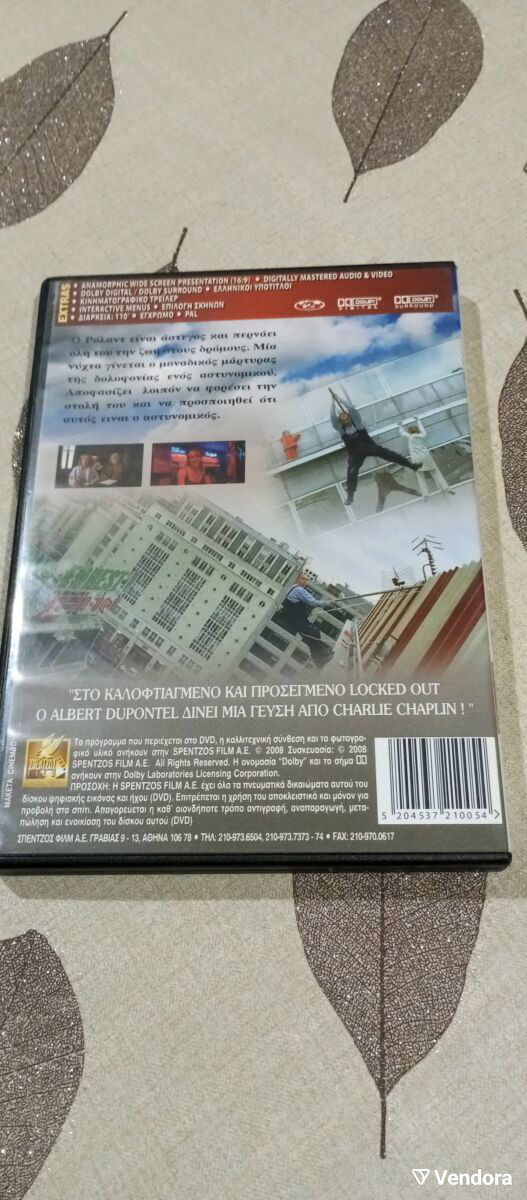 EXTRAS
• ΑΝΑΜΟRΦΙC WIDE SCREEN PRESENTATION (16:9) • DIGITALLY MASTERED AUDIO & VIDEO
• DOLBY DIGITAL / DOLBY SURROUND • ΕΛΛΗΝΙΚΟΙ ΥΠΟΤΙΤΛΟΙ
• ΚΙΝΗΜΑΤΟΓΡΑΦΙΚΟ ΤΡΕΪΛΕΡ
• INTERACTIVE MENUS • ΕΠΙΛΟΓΗ ΣΚΗΝΩΝ
• ΔΙΑΡΚΕΙΑ: 110' • ΕΓΧΡΩΜΟ • PAL
DOLBY DIGITAL
DOLBY SURROUND
Ο Ρόλαντ είναι άστεγος και περνάει
όλη του την ζωή στους δρόμους. Μία
νύχτα γίνεται ο μοναδικός μάρτυρας
της δολοφονίας ενός αστυνομικού.
Αποφασίζει λοιπόν να φορέσει την
στολή του και να προσποιηθεί ότι
αυτός ειναι ο αστυνομικός.
"ΣΤΟ ΚΑΛΟΦΤΙΑΓΜΕΝΟ ΚΑΙ ΠΡΟΣΕΓΜΕΝΟ LOCKED OUT
Ο ALBERT DUPONTEL ΔΙΝΕΙ ΜΙΑ ΓΕΥΣΗ ΑΠΟ CHARLIE CHAPLIN ! "
ΜΑΚΕΤΑ: CINEMAD
Το πρόγραμμα που περιέχεται στο DVD, η καλλιτεχνική σύνθεση και το φωτογρα-
φικό υλικό ανήκουν στην SPENTZOS FILM A.E. © 2008 Συσκευασία: © 2008
SPENTZOS FILM A.E. All Rights Reserved. Η ονομασία "Dolby" και το σήμα
ανήκουν στην Dolby Laboratories Licensing Corporation.
ΠΡΟΣΟΧΗ: Η SPENTZOS FILM A.E. έχει όλα τα πνευματικά δικαιώματα αυτού του
δίσκου ψηφιακής εικόνας και ήχου (DVD). Επιτρέπεται η χρήση του αποκλειστικά και μόνον για
προβολή στο σπίτι. Απαγορεύεται η καθ' οιονδήποτε τρόπο αντιγραφή, αναπαραγωγή, μετα-
πώληση και ενοικίαση του δίσκου αυτού (DVD)
ΣΠΕΝΤΖΟΣ ΦΙΛΜ Α.Ε. ΓΡΑΒΙΑΣ 9 - 13, ΑΘΗΝΑ 106 78 • ΤΗΛ: 210-973.6504, 210-973.7373 - 74 • FAX: 210-970.0617
5 204537 210054 >
Vendora